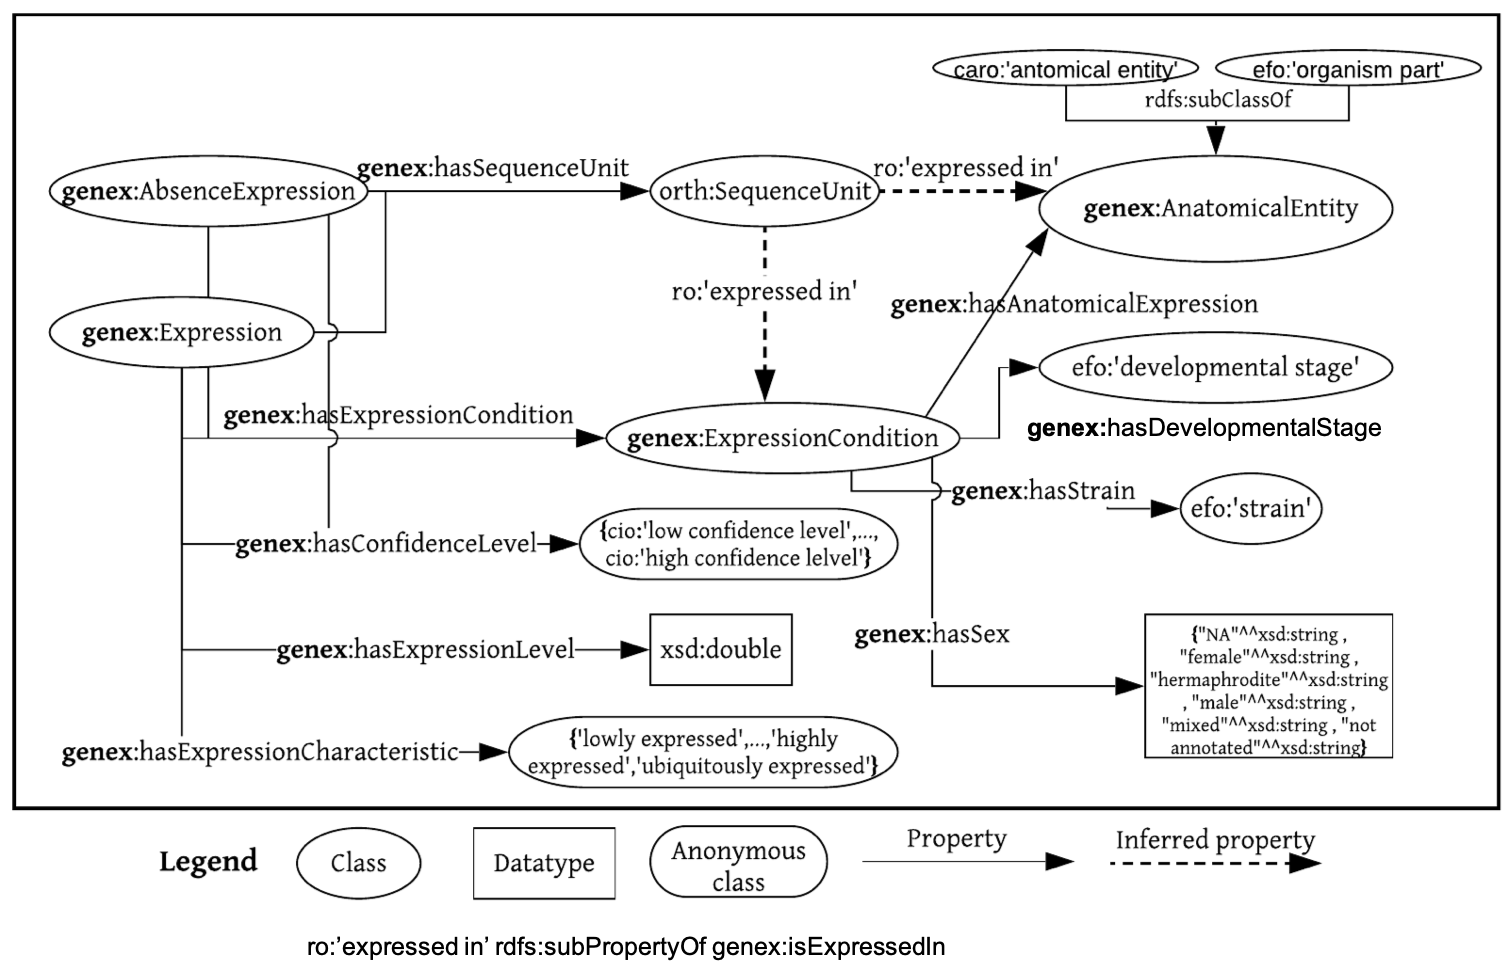 caro:'antomical entity'
efo:'organism part'
rdfs:subClassOf
genex:hasSequenceUnit
ro:'expressed in'
genex:AbsenceExpression
orth:SequenceUnit
genex:AnatomicalEntity
ro:'expressed in'
genex:hasAnatomicalExpression
genex:Expression
efo:'developmental stage'
genex:hasExpressionCondition
genex:ExpressionCondition
genex:hasDevelopmentalStage
genex:hasStrain
efo:'strain'
{cio:'low confidence level',...,
cio:'high confidence lelvel'}
genex:hasConfidenceLevel
genex:hasSex
{"NA"^^xsd:string ,
"female"^^xsd:string ,
"hermaphrodite"^^xsd:string
, "male"^^xsd:string ,
"mixed"^^xsd:string , "not
annotated"^^xsd:string}
genex:hasExpressionLevel
xsd:double
genex:hasExpressionCharacteristic
{'lowly expressed',...,'highly
expressed','ubiquitously expressed'}
Legend
Class
Datatype
Anonymous
class
Property
Inferred property
ro:’expressed in’ rdfs:subPropertyOf genex:isExpressedIn